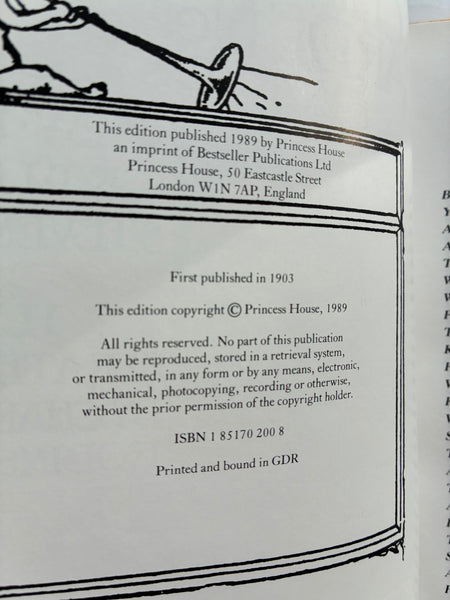 This edition published 1989 by Princess House
an imprint of Bestseller Publications Ltd
Princess House, 50 Eastcastle Street
London W1N 7AP, England
First published in 1903
This edition copyright © Princess House, 1989
All rights reserved. No part of this publication
may be reproduced, stored in a retrieval system,
or transmitted, in any form or by any means, electronic,
mechanical, photocopying, recording or otherwise,
without the prior permission of the copyright holder.
ISBN 1 85170 200 8
Printed and bound in GDR